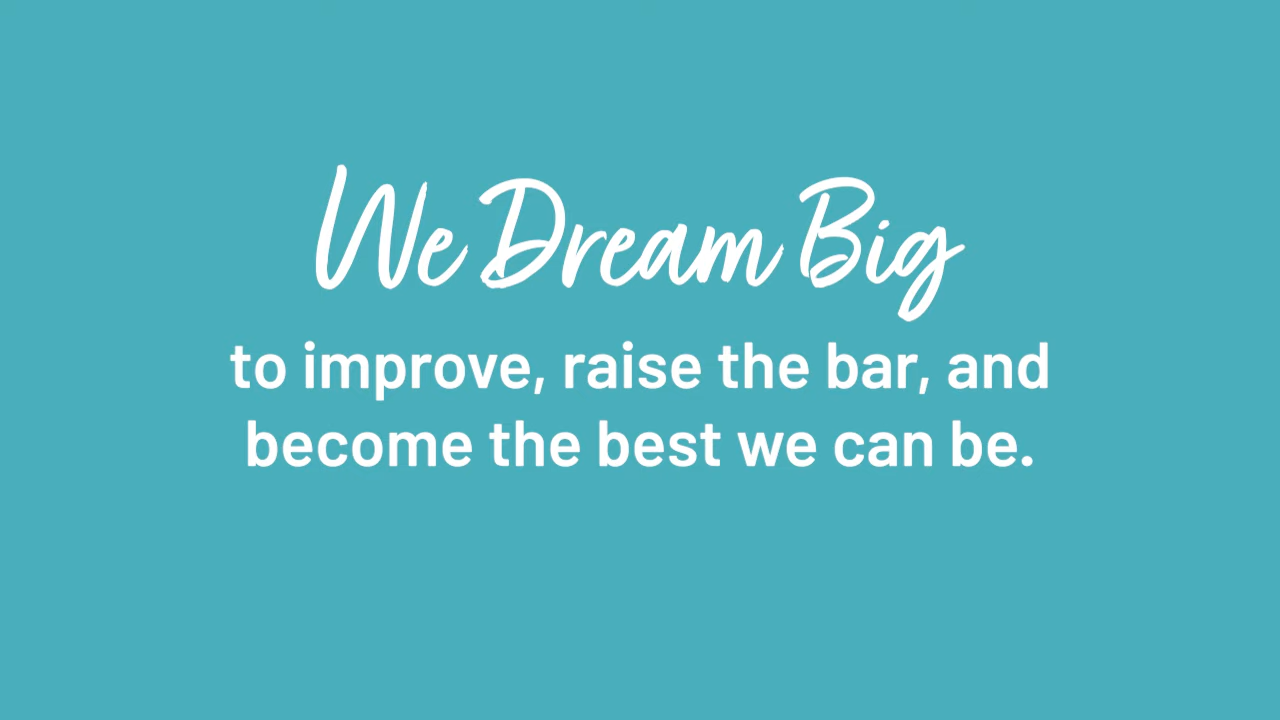 We Dream Big
to improve, raise the bar, and
become the best we can be.